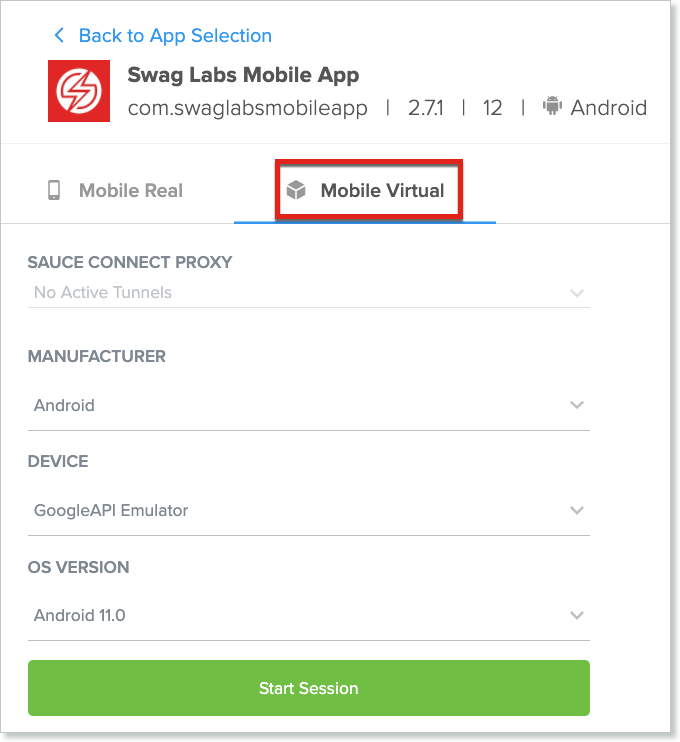 Back to App Selection
Swag Labs Mobile App
com.swaglabsmobileapp | 2.7.1 | 12 | Android
Mobile Real Mobile Virtual
SAUCE CONNECT PROXY
No Active Tunnels
MANUFACTURER
Android
DEVICE
GoogleAPI Emulator
OS VERSION
Android 11.0
Start Session